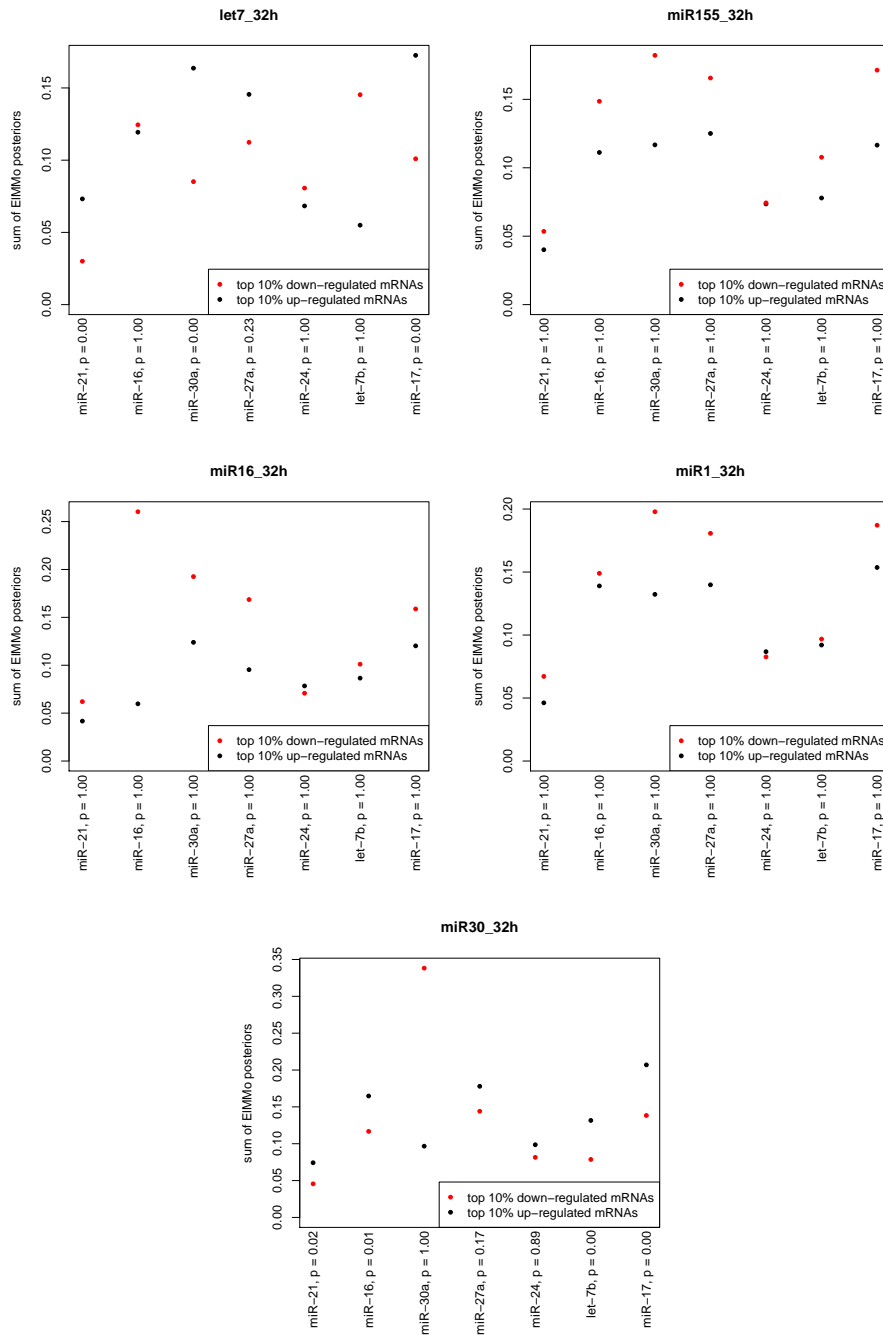 let7_32h
sum of ElMMo posteriors
0.00
0.05
0.10
0.15
top 10% down−regulated mRNAs
top 10% up−regulated mRNAs
miR−21, p = 0.00
miR−16, p = 1.00
miR−30a, p = 0.00
miR−27a, p = 0.23
miR−24, p = 1.00
let−7b, p = 1.00
miR−17, p = 0.00
miR155_32h
sum of ElMMo posteriors
0.00
0.05
0.10
0.15
top 10% down−regulated mRNAs
top 10% up−regulated mRNAs
miR−21, p = 1.00
miR−16, p = 1.00
miR−30a, p = 1.00
miR−27a, p = 1.00
miR−24, p = 1.00
let−7b, p = 1.00
miR−17, p = 1.00
miR16_32h
sum of ElMMo posteriors
0.00
0.05
0.10
0.15
0.20
0.25
top 10% down−regulated mRNAs
top 10% up−regulated mRNAs
miR−21, p = 1.00
miR−16, p = 1.00
miR−30a, p = 1.00
miR−27a, p = 1.00
miR−24, p = 1.00
let−7b, p = 1.00
miR−17, p = 1.00
miR1_32h
sum of ElMMo posteriors
0.00
0.05
0.10
0.15
0.20
top 10% down−regulated mRNAs
top 10% up−regulated mRNAs
miR−21, p = 1.00
miR−16, p = 1.00
miR−30a, p = 1.00
miR−27a, p = 1.00
miR−24, p = 1.00
let−7b, p = 1.00
miR−17, p = 1.00
miR30_32h
sum of ElMMo posteriors
0.00
0.05
0.10
0.15
0.20
0.25
0.30
0.35
top 10% down−regulated mRNAs
top 10% up−regulated mRNAs
miR−21, p = 0.02
miR−16, p = 0.01
miR−30a, p = 1.00
miR−27a, p = 0.17
miR−24, p = 0.89
let−7b, p = 0.00
miR−17, p = 0.00